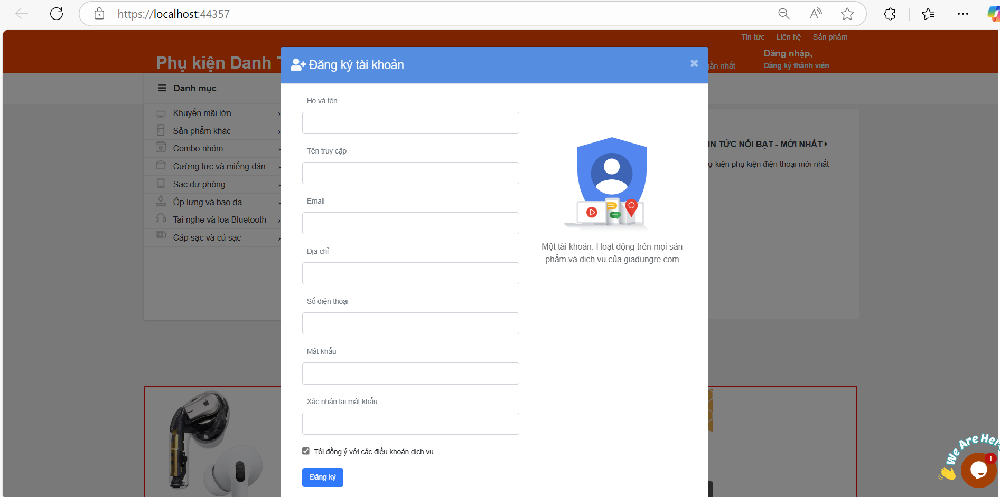 https://localhost:44357
Tin tức Liên hệ Sản phẩm
Phụ kiện Danh
gần nhất
Đăng nhập,
Đăng ký thành viên
Đăng ký tài khoản
×
Danh mục
Khuyến mãi lớn
Sản phẩm khác
Combo nhóm
Cường lực và miếng dán
Sạc dự phòng
Ốp lưng và bao da
Tai nghe và loa Bluetooth
Cáp sạc và củ sạc
Họ và tên
Tên truy cập
Email
Địa chỉ
Số điện thoại
Mật khẩu
Xác nhận lại mật khẩu
Tôi đồng ý với các điều khoản dịch vụ
Đăng ký
Một tài khoản. Hoạt động trên mọi sản
phẩm và dịch vụ của giadungre.com
IN TỨC NỔI BẬT - MỚI NHẤT
kiện phụ kiện điện thoại mới nhất
We Are Here
1